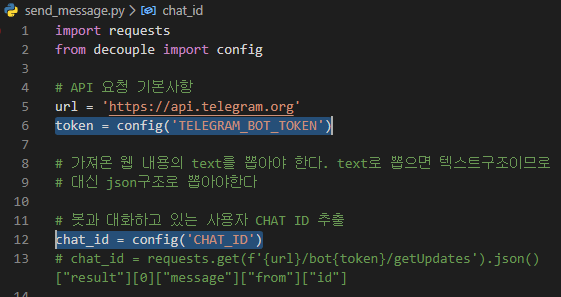 send_message.py > chat_id
1 import requests
2 from decouple import config
3
4 # API 요청 기본사항
5 url = 'https://api.telegram.org'
6 token = config('TELEGRAM_BOT_TOKEN')
7
8 # 가져온 웹 내용의 text를 뽑아야 한다. text로 뽑으면 텍스트구조이므로
9 # 대신 json구조로 뽑아야한다
10
11 # 봇과 대화하고 있는 사용자 CHAT ID 추출
12 chat_id = config('CHAT_ID')
13 # chat_id = requests.get(f'{url}/bot{token}/getUpdates').json()
["result"][0]["message"]["from"]["id"]
14